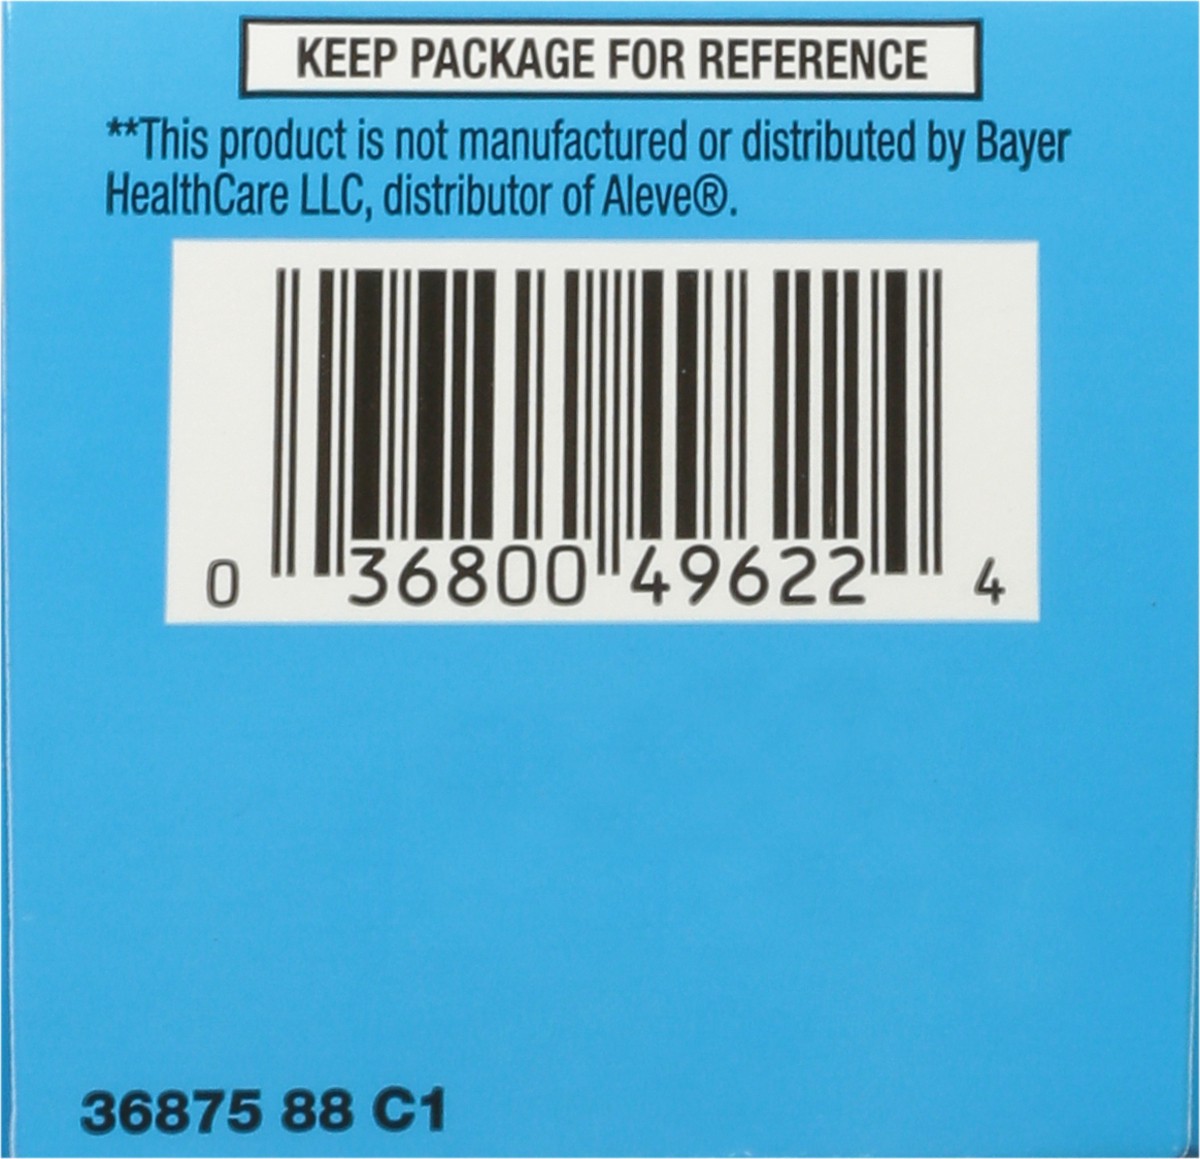 KEEP PACKAGE FOR REFERENCE
**This product is not manufactured or distributed by Bayer
HealthCare LLC, distributor of Aleve®.
0 36800 49622 4
36875 88 C1